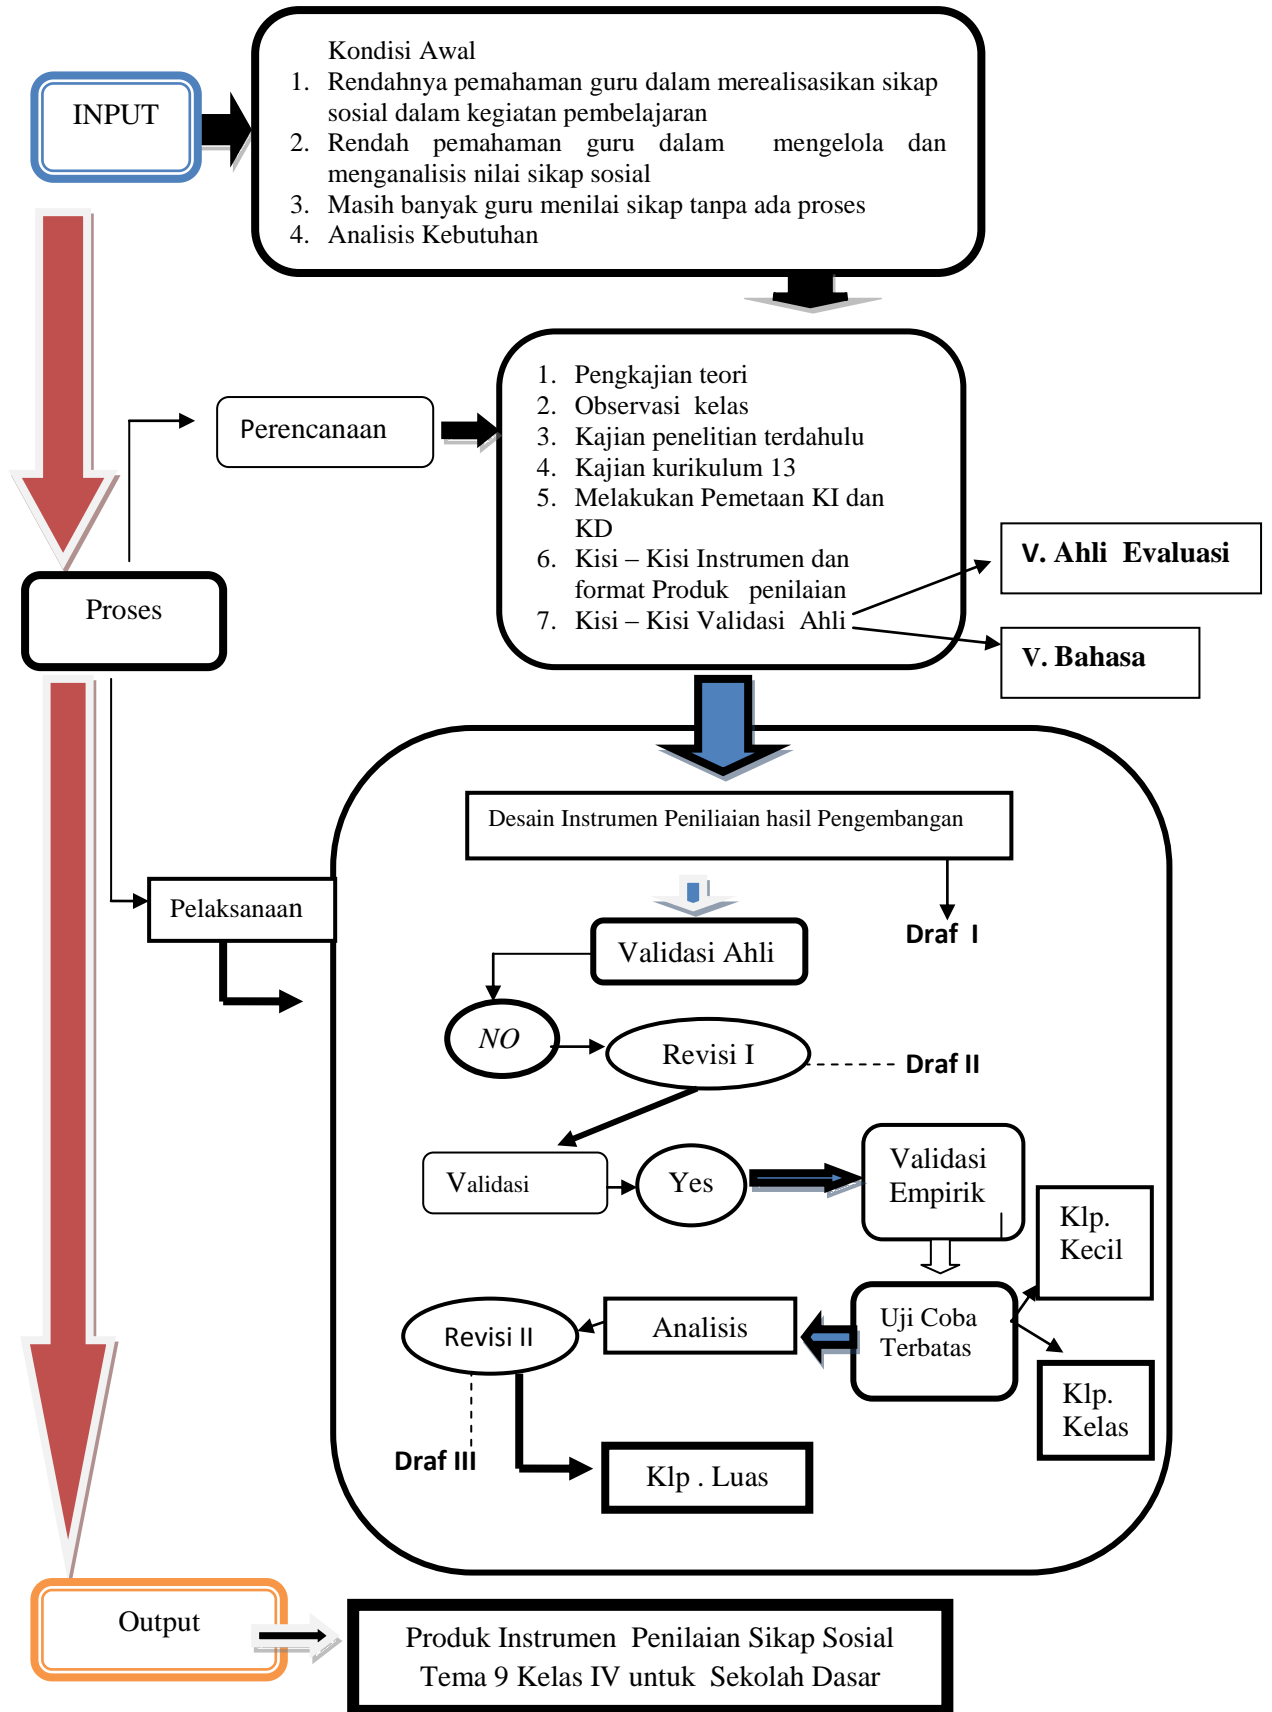 INPUT
Kondisi Awal
1. Rendahnya pemahaman guru dalam merealisasikan sikap
sosial dalam kegiatan pembelajaran
2. Rendah pemahaman guru dalam mengelola dan
menganalisis nilai sikap sosial
3. Masih banyak guru menilai sikap tanpa ada proses
4. Analisis Kebutuhan
Proses
Perencanaan
1. Pengkajian teori
2. Observasi kelas
3. Kajian penelitian terdahulu
4. Kajian kurikulum 13
5. Melakukan Pemetaan KI dan
KD
6. Kisi – Kisi Instrumen dan
format Produk penilaian
7. Kisi – Kisi Validasi Ahli
V. Ahli Evaluasi
V. Bahasa
Pelaksanaan
Desain Instrumen Peniliaian hasil Pengembangan
Draf I
Validasi Ahli
NO
Revisi I
Draf II
Validasi
Yes
Validasi
Empirik
Klp.
Kecil
Uji Coba
Terbatas
Klp.
Kelas
Analisis
Revisi II
Draf III
Klp . Luas
Output
Produk Instrumen Penilaian Sikap Sosial
Tema 9 Kelas IV untuk Sekolah Dasar